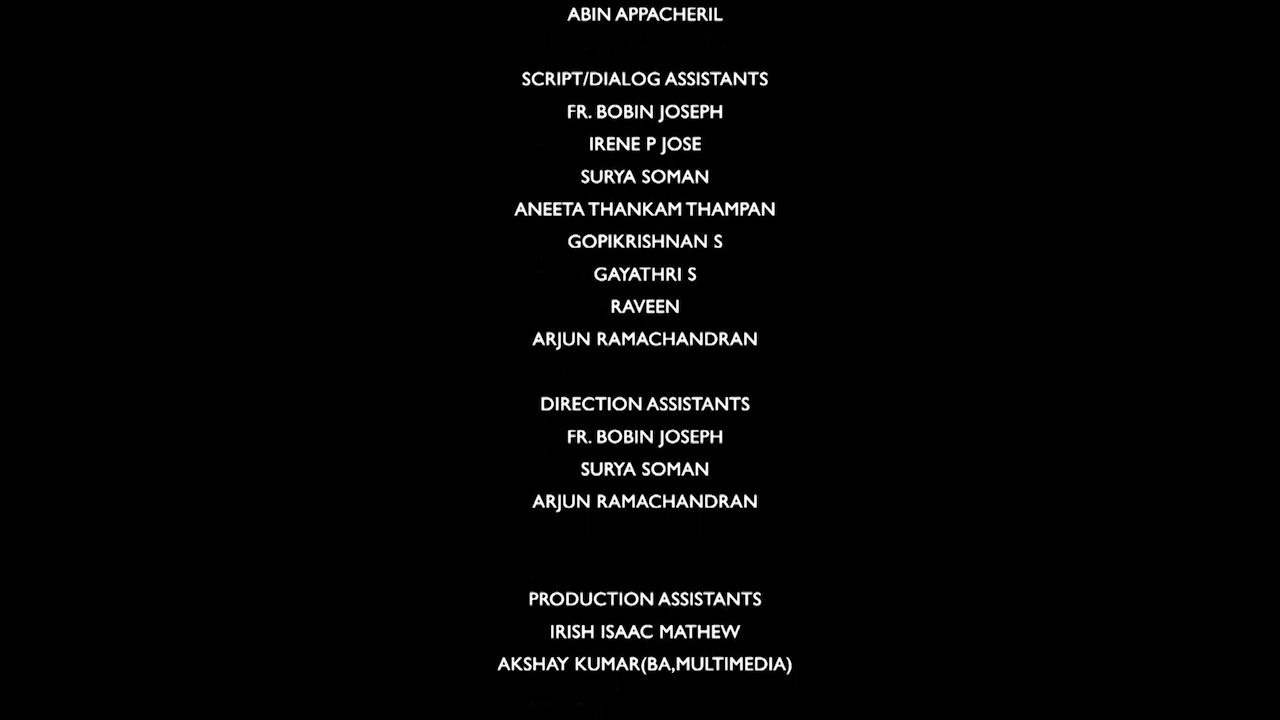 ABIN APPACHERIL
SCRIPT/DIALOG ASSISTANTS
FR. BOBIN JOSEPH
IRENE P JOSE
SURYA SOMAN
ANEETA THANKAM THAMPAN
GOPIKRISHNAN S
GAYATHRI S
RAVEEN
ARJUN RAMACHANDRAN
DIRECTION ASSISTANTS
FR. BOBIN JOSEPH
SURYA SOMAN
ARJUN RAMACHANDRAN
PRODUCTION ASSISTANTS
IRISH ISAAC MATHEW
AKSHAY KUMAR(BA,MULTIMEDIA)